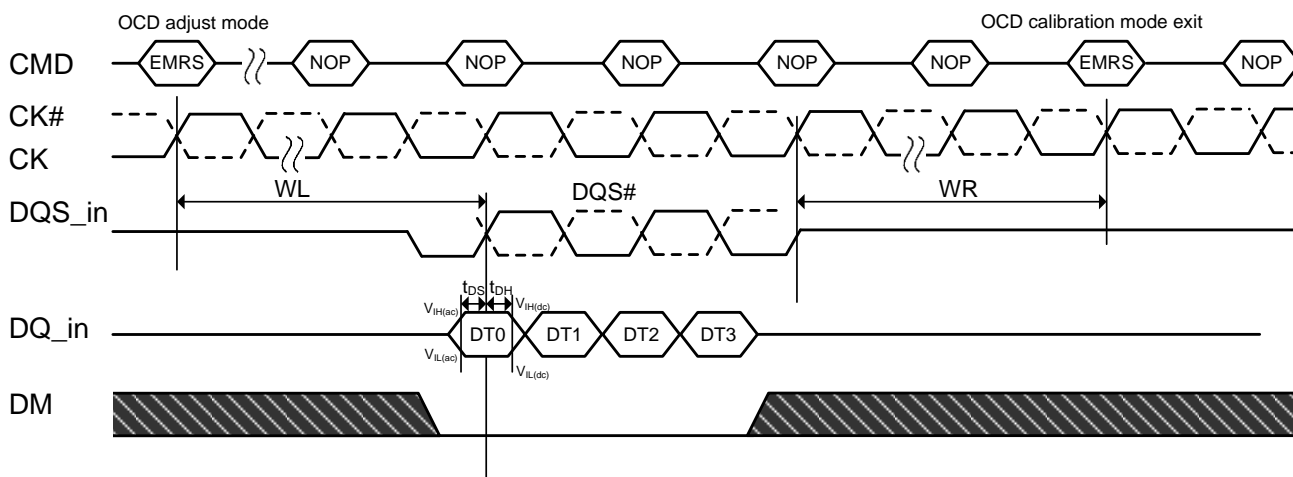 OCD adjust mode OCD calibration mode exit
CMD EMRS NOP NOP NOP NOP NOP EMRS NOP
CK#
CK
WL DQS# WR
DQS_in
tDS tDH
VIH(ac) VIH(dc)
DQ_in DT0 DT1 DT2 DT3
VIL(ac) VIL(dc)
DM